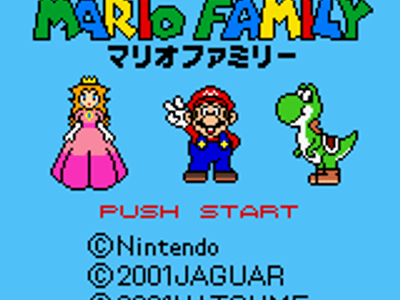 MARIO FAMILY
マリオファミリー
PUSH START
©Nintendo
©2001JAGUAR